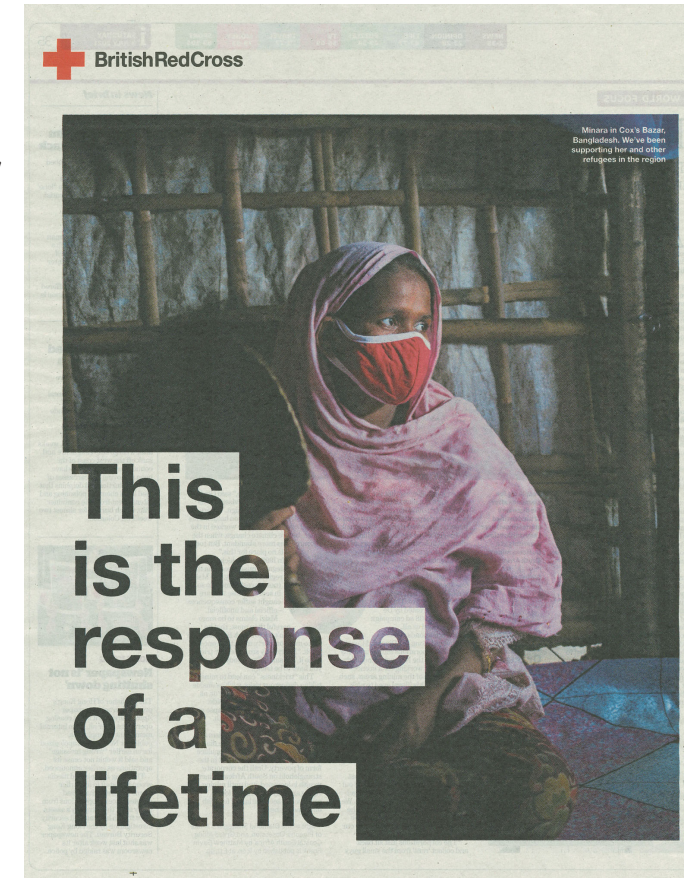 BritishRedCross
Minara in Cox's Bazar,
Bangladesh. We've been
supporting her and other
refugees in the region
This
is the
response
of a
lifetime